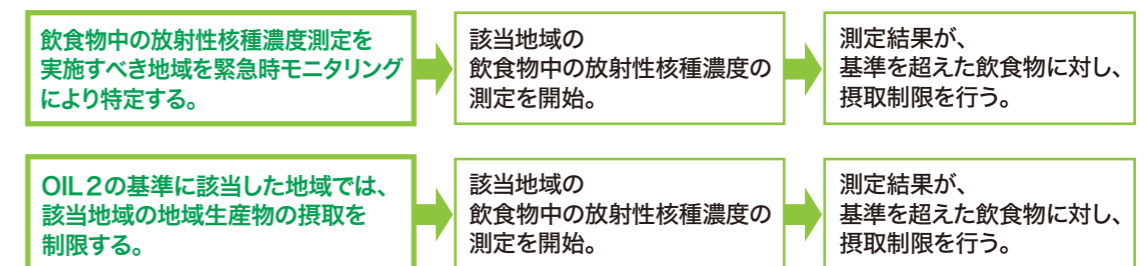 飲食物中の放射性核種濃度測定を
実施すべき地域を緊急時モニタリング
により特定する。
該当地域の
飲食物中の放射性核種濃度の
測定を開始。
測定結果が、
基準を超えた飲食物に対し、
摂取制限を行う。
OIL2の基準に該当した地域では、
該当地域の地域生産物の摂取を
制限する。
該当地域の
飲食物中の放射性核種濃度の
測定を開始。
測定結果が、
基準を超えた飲食物に対し、
摂取制限を行う。